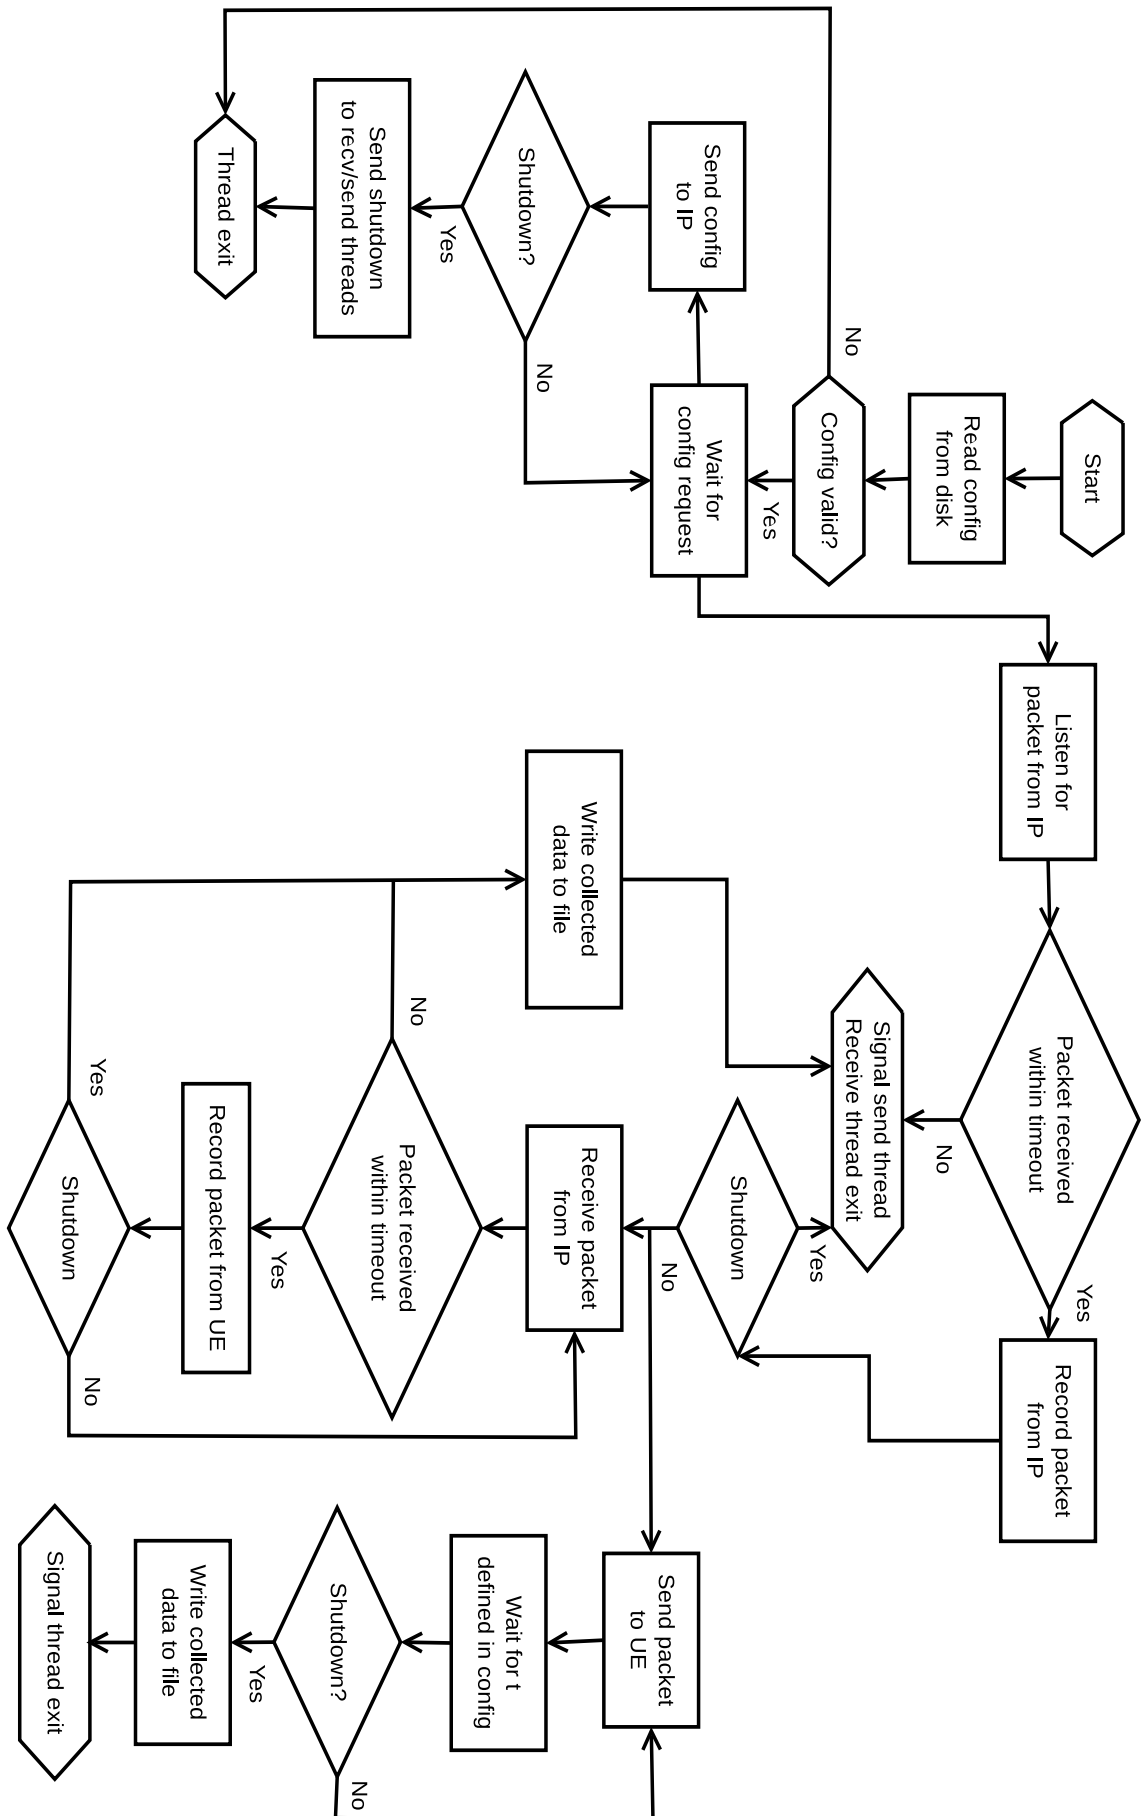 Start
Read config
from disk
Config valid?
No
Yes
Wait for
config request
Send config
to IP
Shutdown?
No
Yes
Send shutdown
to recv/send threads
Thread exit
Listen for
packet from IP
Packet received
within timeout
No
Yes
Signal send thread
Receive thread exit
Record packet
from IP
Shutdown
Yes
No
Receive packet
from IP
Packet received
within timeout
No
Yes
Record packet from UE
Shutdown
Yes
No
Write collected
data to file
Send packet
to UE
Wait for t
defined in config
Shutdown?
No
Yes
Write collected
data to file
Signal thread exit